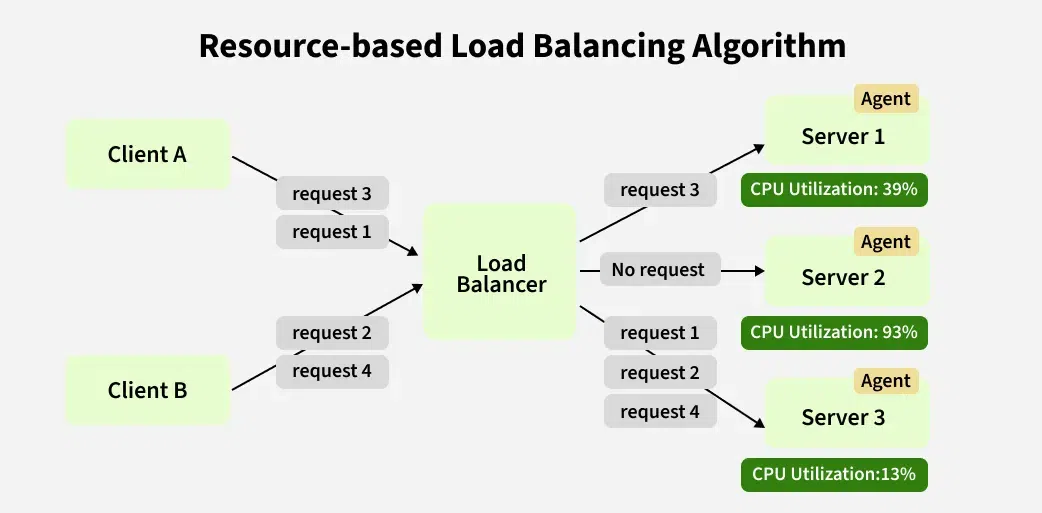 Resource-based Load Balancing Algorithm
Client A
request 3
request 1
Client B
request 2
request 4
Load
Balancer
request 3
No request
request 1
request 2
request 4
Agent
Server 1
CPU Utilization: 39%
Agent
Server 2
CPU Utilization: 93%
Agent
Server 3
CPU Utilization:13%